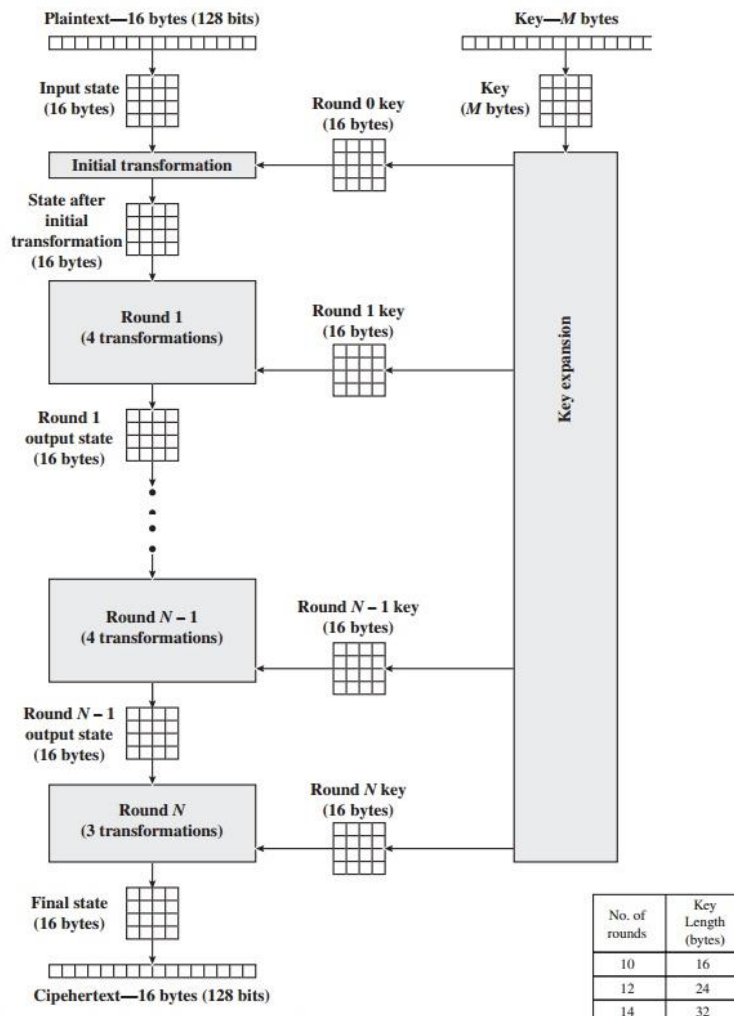 Plaintext—16 bytes (128 bits)
Key—M bytes
Input state
(16 bytes)
Key
(M bytes)
Round 0 key
(16 bytes)
Initial transformation
State after
initial
transformation
(16 bytes)
Round 1
(4 transformations)
Round 1 key
(16 bytes)
Key expansion
Round 1
output state
(16 bytes)
Round N – 1
(4 transformations)
Round N – 1 key
(16 bytes)
Round N – 1
output state
(16 bytes)
Round N
(3 transformations)
Round N key
(16 bytes)
Final state
(16 bytes)
Cipehertext—16 bytes (128 bits)
No. of
rounds
Key
Length
(bytes)
10 16
12 24
14 32